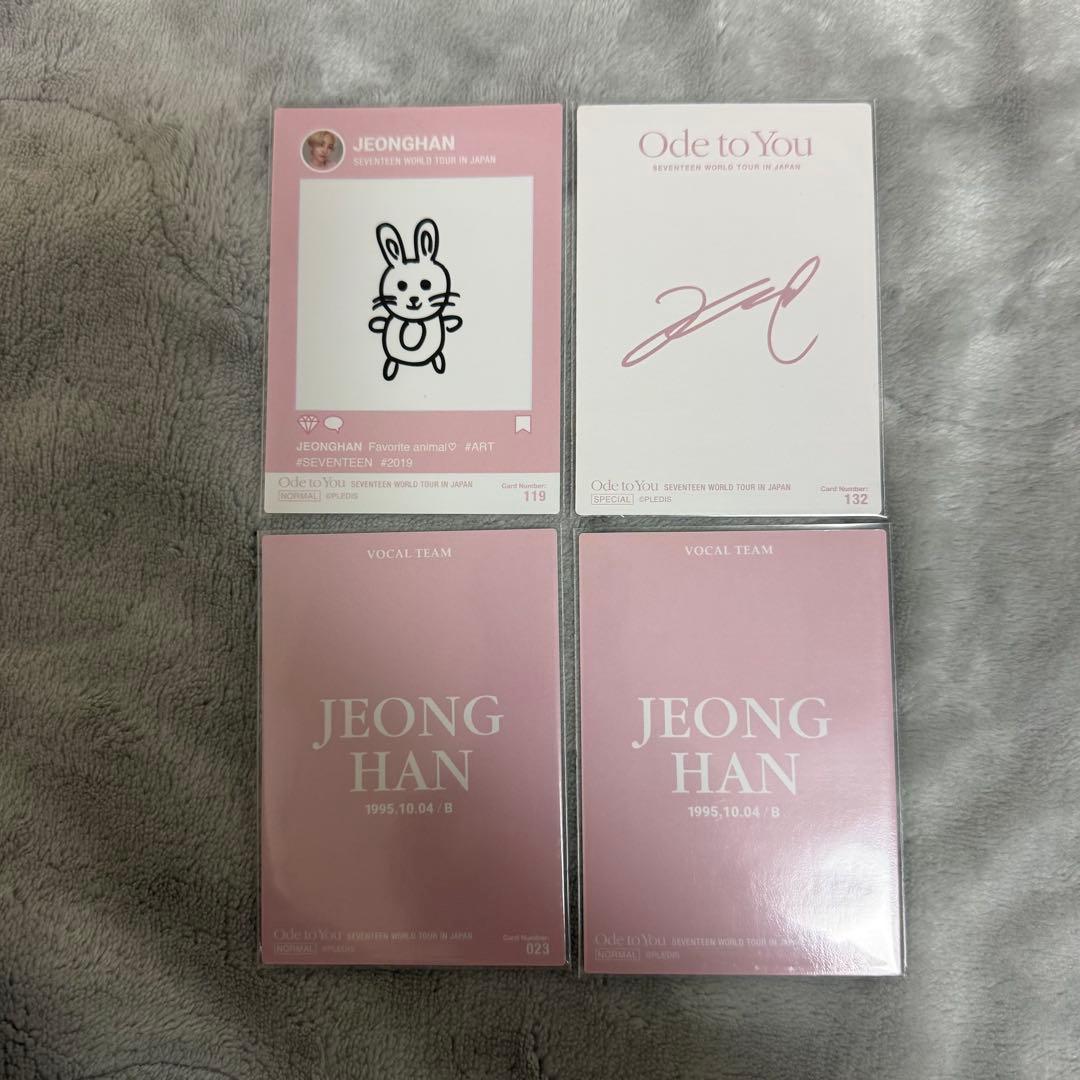 JEONGHAN
SEVENTEEN WORLD TOUR IN JAPAN
JEONGHAN Favorite animal♡ #ART
#SEVENTEEN #2019
Ode to You SEVENTEEN WORLD TOUR IN JAPAN
NORMAL ©PLEDIS
Card Number:
119
Ode to You
SEVENTEEN WORLD TOUR IN JAPAN
Ode to You SEVENTEEN WORLD TOUR IN JAPAN
SPECIAL ©PLEDIS
Card Number:
132
VOCAL TEAM
JEONG
HAN
1995.10.04 / B
Ode to You SEVENTEEN WORLD TOUR IN JAPAN
NORMAL ©PLEDIS
Card Number:
023
VOCAL TEAM
JEONG
HAN
1995.10.04 / B
Ode to You SEVENTEEN WORLD TOUR IN
NORMAL ©PLEDIS